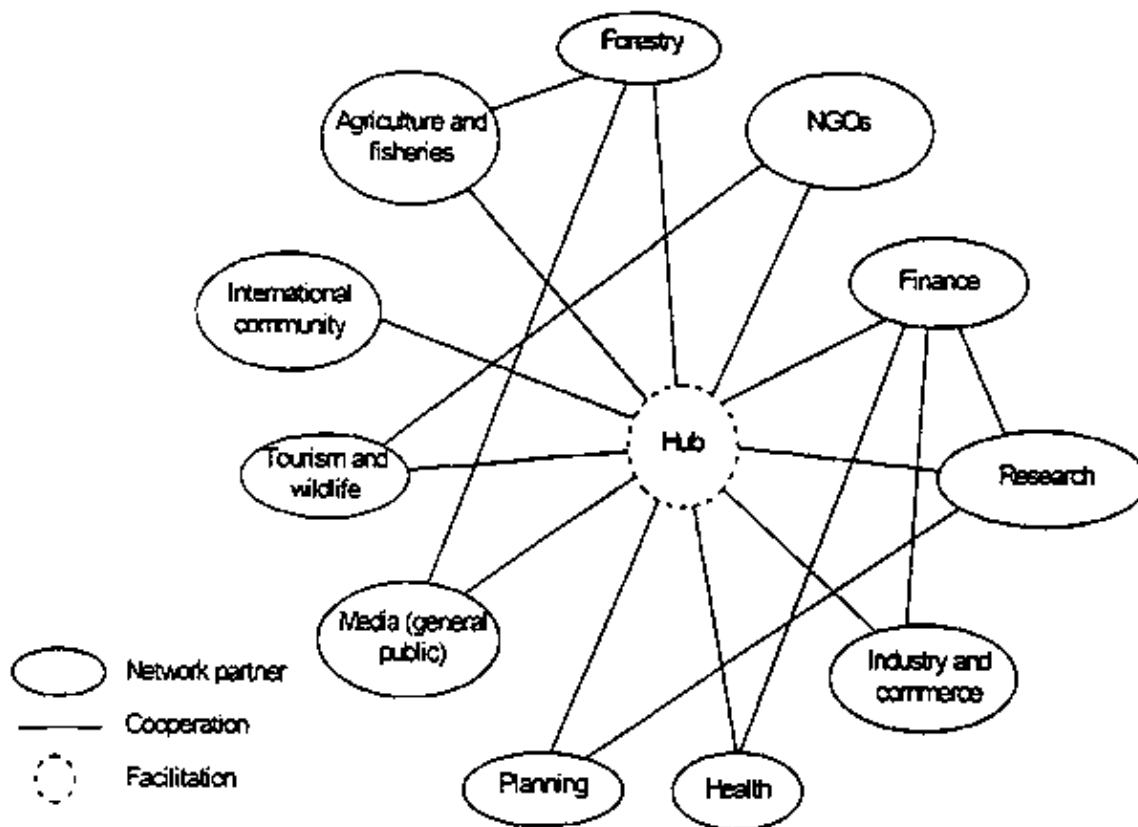 Forestry
Agriculture and
fisheries
NGOs
International
community
Finance
Hub
Tourism and
wildlife
Research
Media (general
public)
Industry and
commerce
Network partner
Cooperation
Facilitation
Planning
Health